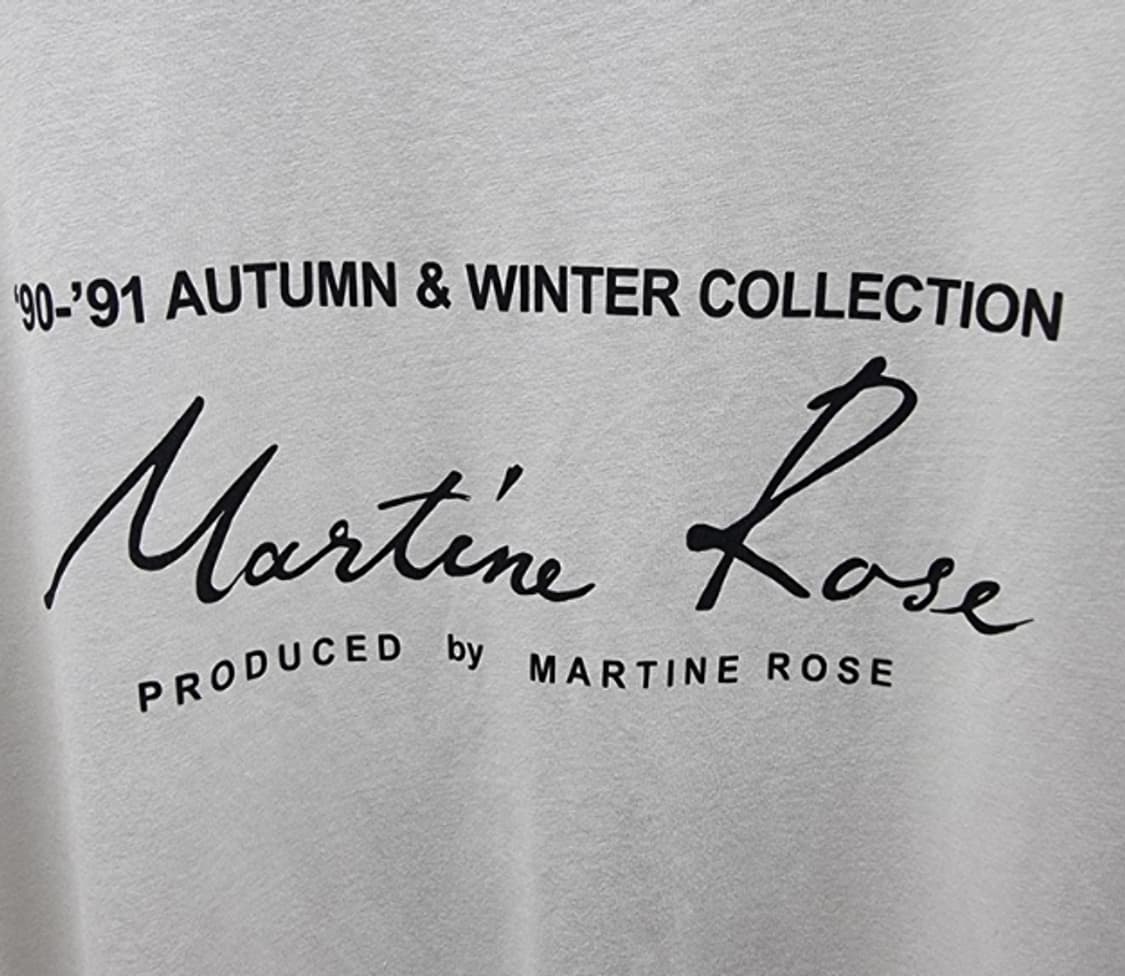 ‘90-’91 AUTUMN & WINTER COLLECTION
Martine Rose
PRODUCED by MARTINE ROSE